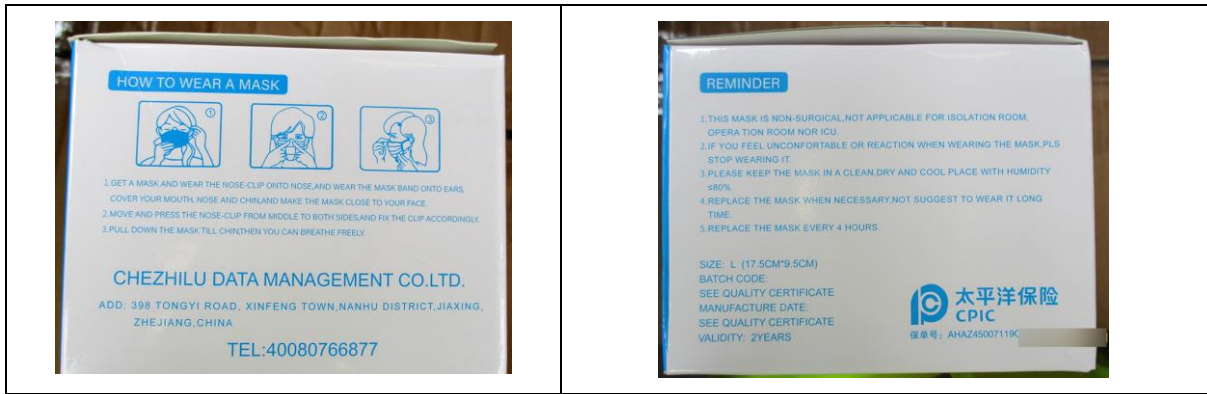 HOW TO WEAR A MASK
①
②
③
1.GET A MASK AND WEAR THE NOSE-CLIP ONTO NOSE,AND WEAR THE MASK BAND ONTO EARS,
COVER YOUR MOUTH, NOSE AND CHIN,AND MAKE THE MASK CLOSE TO YOUR FACE.
2.MOVE AND PRESS THE NOSE-CLIP FROM MIDDLE TO BOTH SIDES,AND FIX THE CLIP ACCORDINGLY.
3.PULL DOWN THE MASK TILL CHIN,THEN YOU CAN BREATHE FREELY.
CHEZHILU DATA MANAGEMENT CO.LTD.
ADD: 398 TONGYI ROAD, XINFENG TOWN,NANHU DISTRICT,JIAXING,
ZHEJIANG,CHINA
TEL:40080766877
REMINDER
1.THIS MASK IS NON-SURGICAL,NOT APPLICABLE FOR ISOLATION ROOM,
OPERA TION ROOM NOR ICU.
2.IF YOU FEEL UNCONFORTABLE OR REACTION WHEN WEARING THE MASK,PLS
STOP WEARING IT.
3.PLEASE KEEP THE MASK IN A CLEAN,DRY AND COOL PLACE WITH HUMIDITY
≤80%.
4.REPLACE THE MASK WHEN NECESSARY,NOT SUGGEST TO WEAR IT LONG
TIME.
5.REPLACE THE MASK EVERY 4 HOURS.
SIZE: L (17.5CM*9.5CM)
BATCH CODE:
SEE QUALITY CERTIFICATE
MANUFACTURE DATE:
SEE QUALITY CERTIFICATE
VALIDITY: 2YEARS
太平洋保险
CPIC
保单号：AHAZ45007119